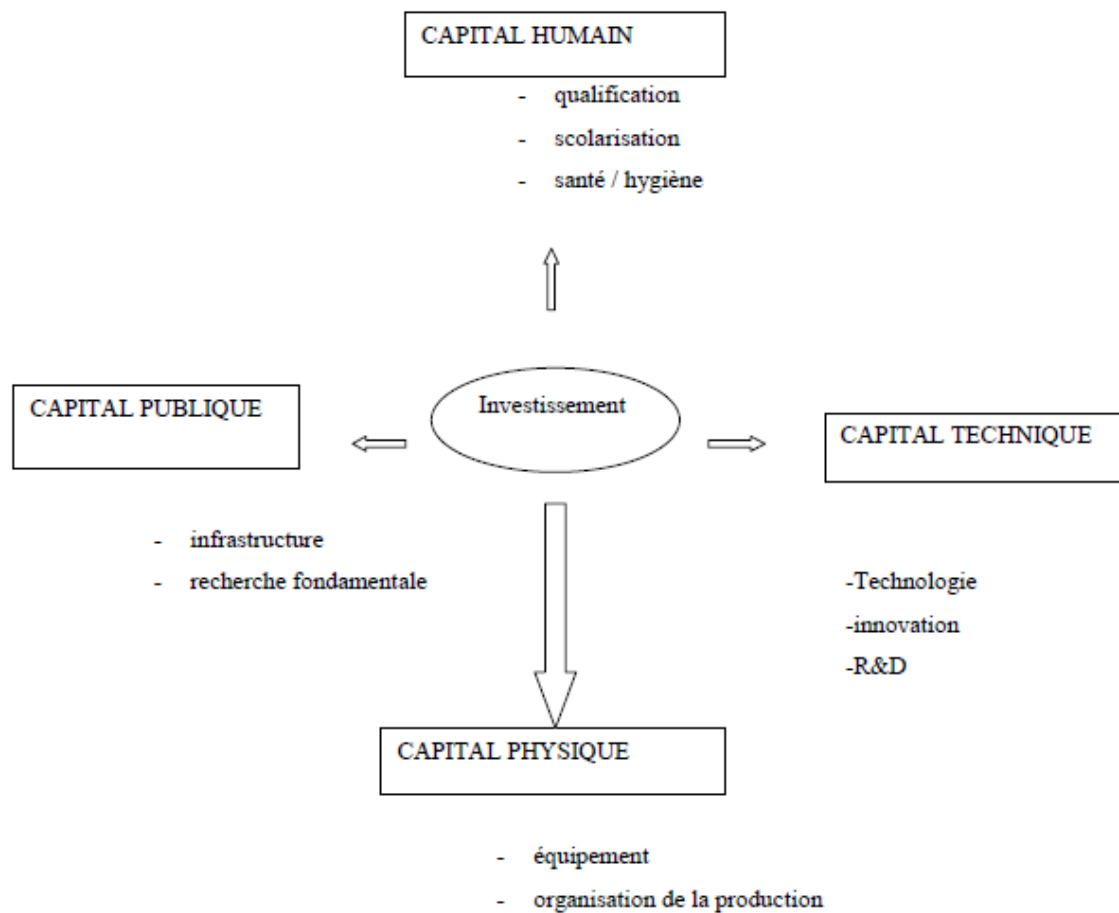 CAPITAL HUMAIN
- qualification
- scolarisation
- santé / hygiène
Investissement
CAPITAL PUBLIQUE
CAPITAL TECHNIQUE
- infrastructure
- recherche fondamentale
-Technologie
-innovation
-R&D
CAPITAL PHYSIQUE
- équipement
- organisation de la production